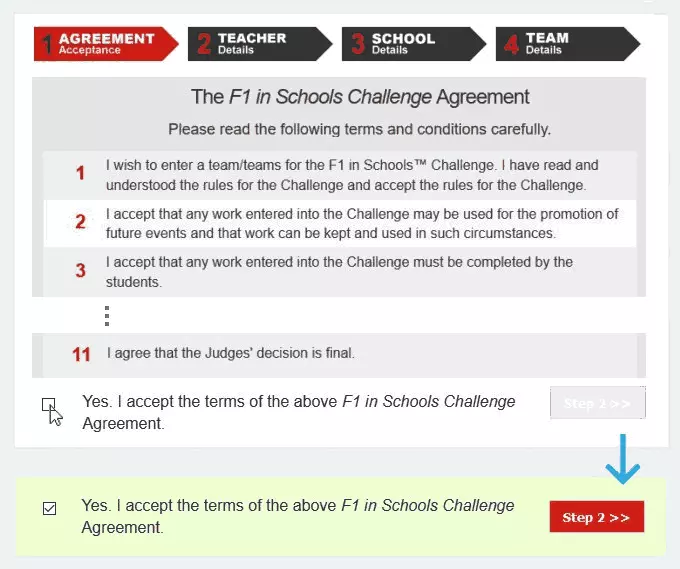 1 AGREEMENT
Acceptance
2 TEACHER
Details
3 SCHOOL
Details
4 TEAM
Details
The F1 in Schools Challenge Agreement
Please read the following terms and conditions carefully.
1 I wish to enter a team/teams for the F1 in Schools™ Challenge. I have read and
understood the rules for the Challenge and accept the rules for the Challenge.
2 I accept that any work entered into the Challenge may be used for the promotion of
future events and that work can be kept and used in such circumstances.
3 I accept that any work entered into the Challenge must be completed by the
students.
11 I agree that the Judges' decision is final.
Yes. I accept the terms of the above F1 in Schools Challenge
Agreement.
Step 2 >>
Yes. I accept the terms of the above F1 in Schools Challenge
Agreement.
Step 2 >>